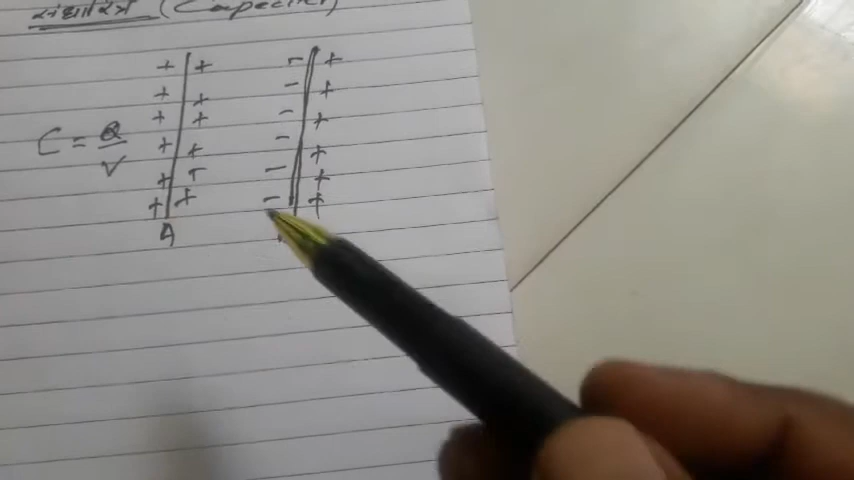 संधारित्र (Capacitor)
+ + - +
+ + - +
+ + - +
C = Q/V + + - +
+ + - +
+ + - +
A